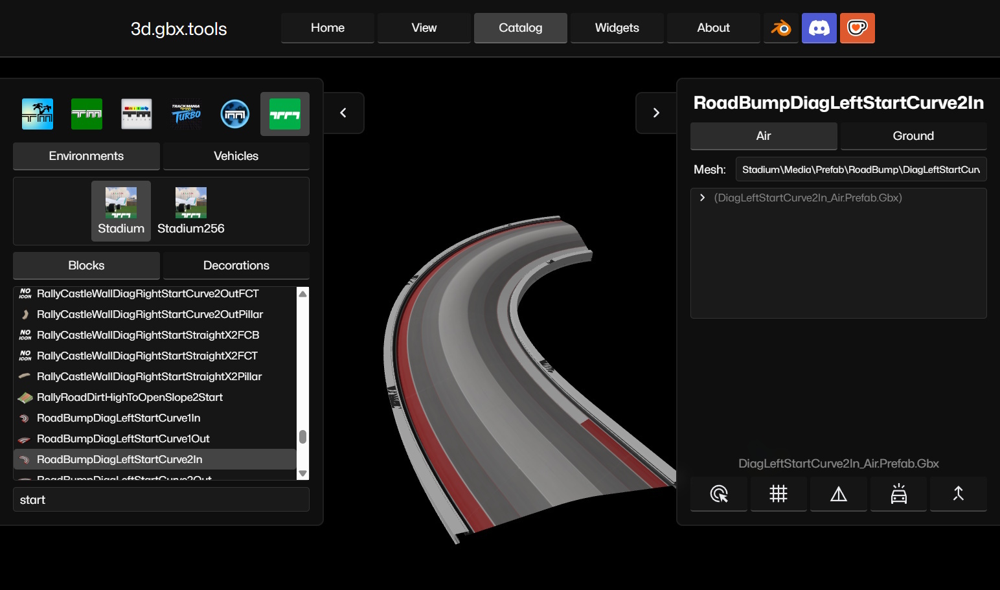 3d.gbx.tools
Home
View
Catalog
Widgets
About
TRACKMANIA
TURBO
Environments
Vehicles
Stadium
Stadium256
Blocks
Decorations
NO ICON RallyCastleWallDiagRightStartCurve2OutFCT
RallyCastleWallDiagRightStartCurve2OutPillar
NO ICON RallyCastleWallDiagRightStartStraightX2FCB
NO ICON RallyCastleWallDiagRightStartStraightX2FCT
RallyCastleWallDiagRightStartStraightX2Pillar
RallyRoadDirtHighToOpenSlope2Start
RoadBumpDiagLeftStartCurve1In
RoadBumpDiagLeftStartCurve1Out
RoadBumpDiagLeftStartCurve2In
RoadBumpDiagLeftStartCurve2Out
start
RoadBumpDiagLeftStartCurve2In
Air
Ground
Mesh: Stadium\Media\Prefab\RoadBump\DiagLeftStartCurv
(DiagLeftStartCurve2In_Air.Prefab.Gbx)
DiagLeftStartCurve2In_Air.Prefab.Gbx